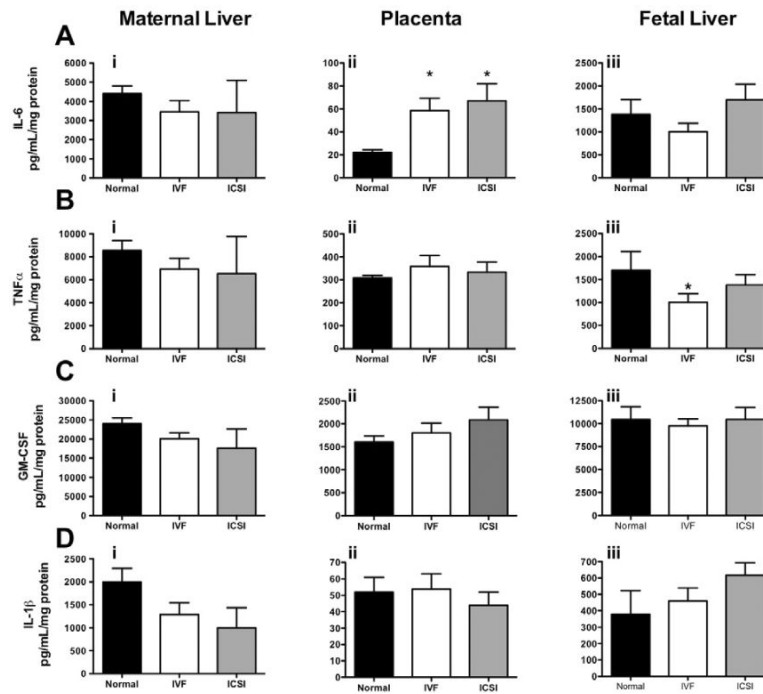 Maternal Liver Placenta Fetal Liver
A
i ii iii
IL-6
pg/mL/mg protein
6000
5000
4000
3000
2000
1000
0
Normal IVF ICSI
100
80
60
40
20
0
* *
Normal IVF ICSI
2500
2000
1500
1000
500
0
Normal IVF ICSI
B
i ii iii
TNFα
pg/mL/mg protein
10000
8000
6000
4000
2000
0
Normal IVF ICSI
500
400
300
200
100
0
Normal IVF ICSI
2500
2000
1500
1000
500
0
*
Normal IVF ICSI
C
i ii iii
GM-CSF
pg/mL/mg protein
30000
25000
20000
15000
10000
5000
0
Normal IVF ICSI
2500
2000
1500
1000
500
0
Normal IVF ICSI
12500
10000
7500
5000
2500
0
Normal IVF ICSI
D
i ii iii
IL-1β
pg/mL/mg protein
2500
2000
1500
1000
500
0
Normal IVF ICSI
70
60
50
40
30
20
10
0
Normal IVF ICSI
700
600
500
400
300
200
100
0
Normal IVF ICSI